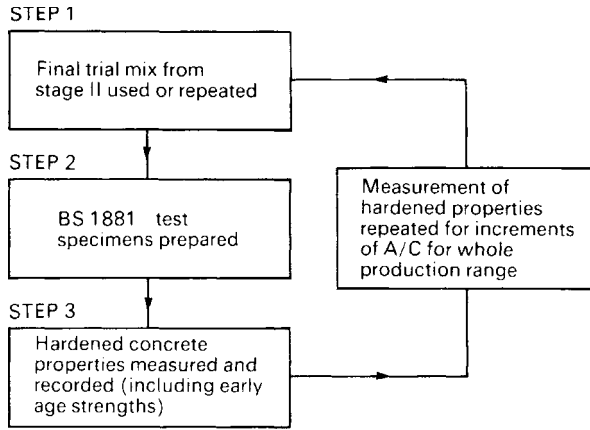 STEP 1
Final trial mix from
stage II used or repeated
STEP 2
BS 1881 test
specimens prepared
STEP 3
Hardened concrete
properties measured and
recorded (including early
age strengths)
Measurement of
hardened properties
repeated for increments
of A/C for whole
production range